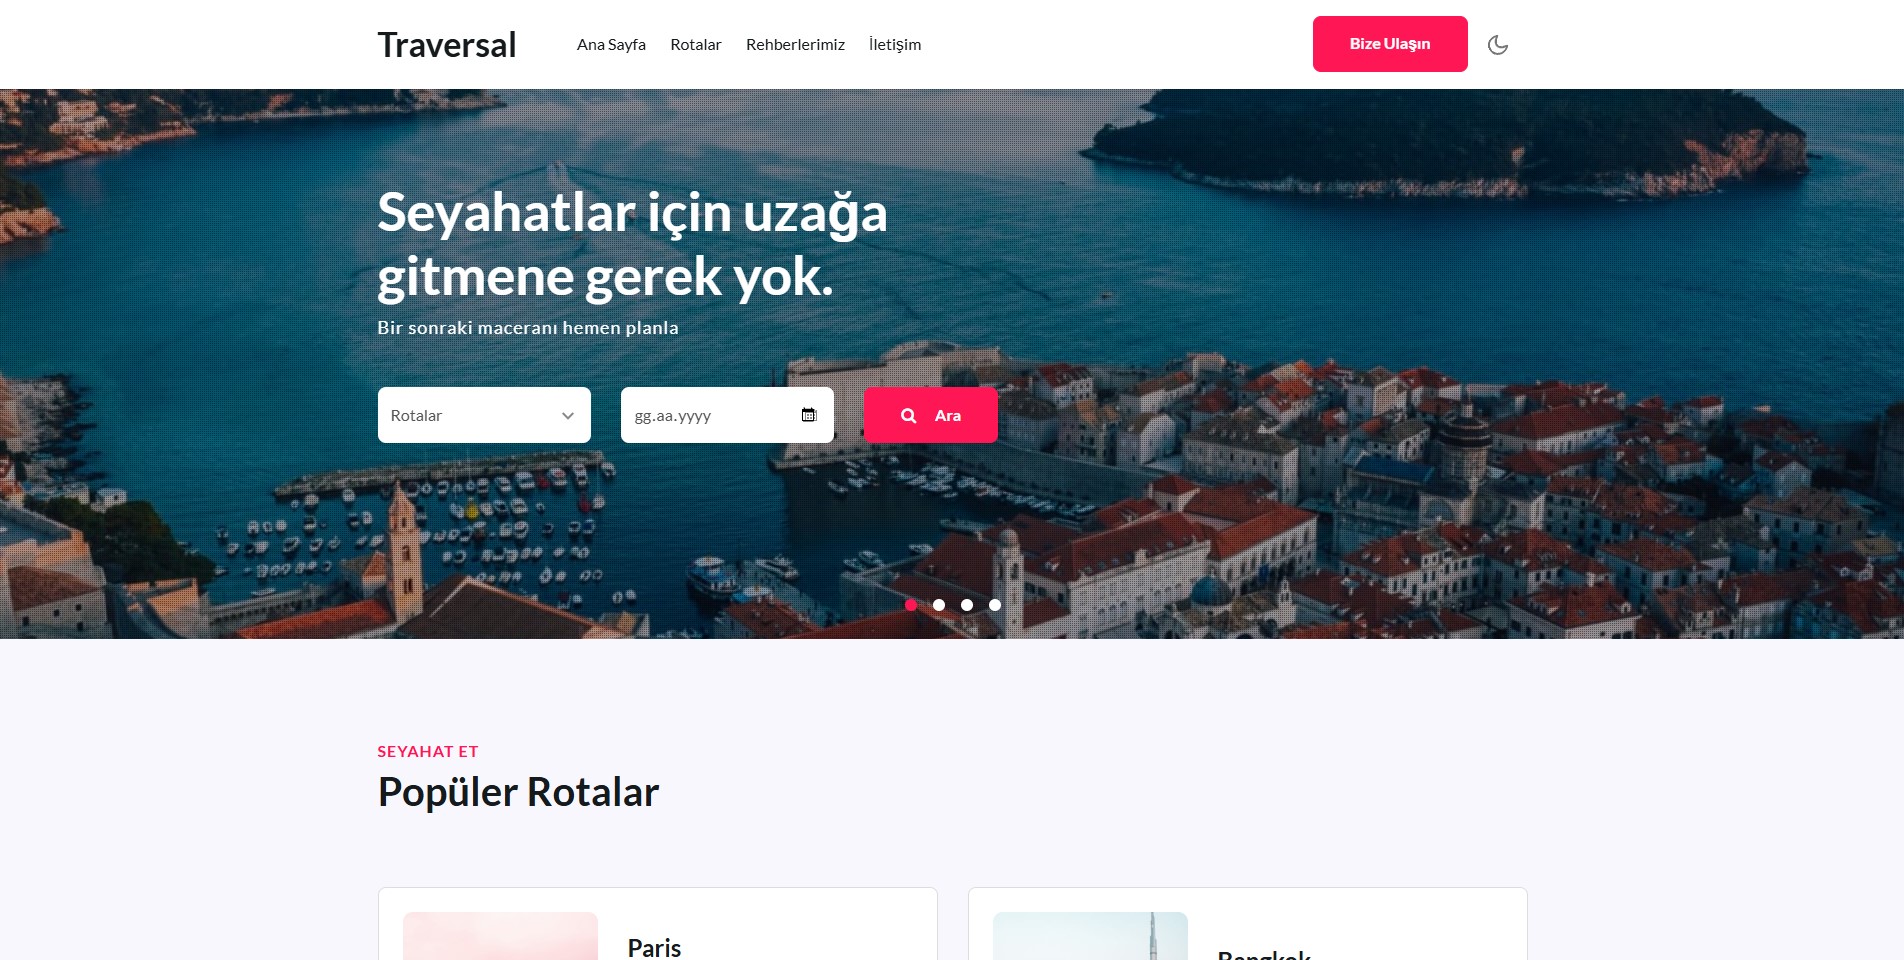 Traversal
Ana Sayfa Rotalar Rehberlerimiz İletişim
Bize Ulaşın
Seyahatlar için uzağa
gitmene gerek yok.
Bir sonraki maceranı hemen planla
Rotalar
gg.aa.yyyy
Ara
SEYAHAT ET
Popüler Rotalar
Paris
Bangkok